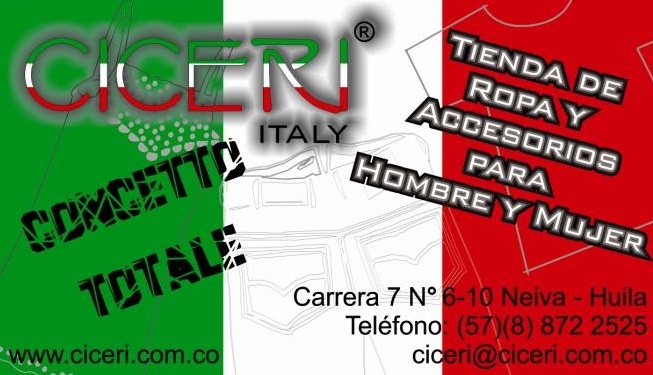 CICERI®
ITALY
CONCETTO
TOTALE
TIENDA DE
ROPA Y
ACCESORIOS
PARA
HOMBRE Y MUJER
Carrera 7 N° 6-10 Neiva - Huila
Teléfono: (57)(8) 872 2525
www.ciceri.com.co
ciceri@ciceri.com.co